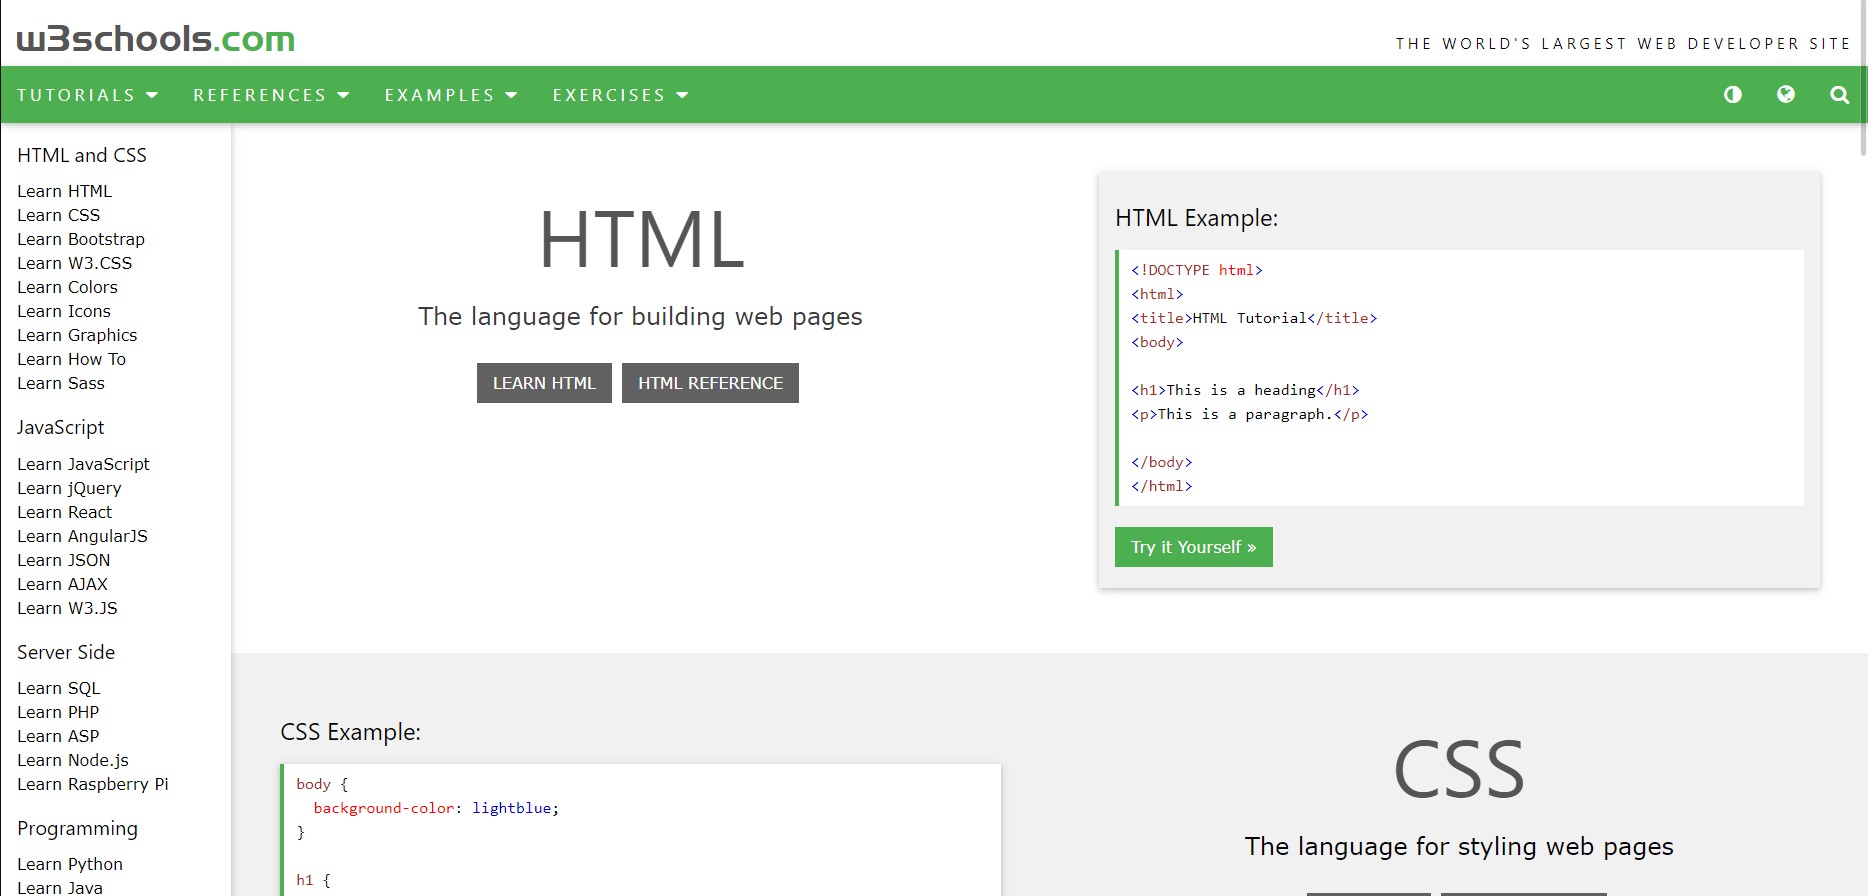 w3schools.com
THE WORLD'S LARGEST WEB DEVELOPER SITE
TUTORIALS REFERENCES EXAMPLES EXERCISES
HTML and CSS
Learn HTML
Learn CSS
Learn Bootstrap
Learn W3.CSS
Learn Colors
Learn Icons
Learn Graphics
Learn How To
Learn Sass
JavaScript
Learn JavaScript
Learn jQuery
Learn React
Learn AngularJS
Learn JSON
Learn AJAX
Learn W3.JS
Server Side
Learn SQL
Learn PHP
Learn ASP
Learn Node.js
Learn Raspberry Pi
Programming
Learn Python
Learn Java
HTML
The language for building web pages
LEARN HTML HTML REFERENCE
HTML Example:
<!DOCTYPE html>
<html>
<title>HTML Tutorial</title>
<body>
<h1>This is a heading</h1>
<p>This is a paragraph.</p>
</body>
</html>
Try it Yourself »
CSS Example:
body {
  background-color: lightblue;
}
h1 {
CSS
The language for styling web pages